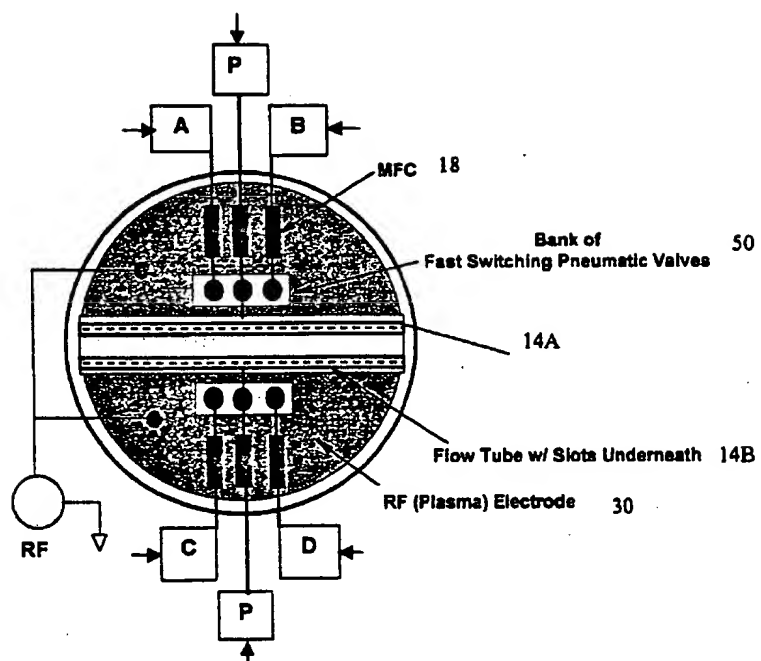 P
A
B
MFC 18
Bank of
Fast Switching Pneumatic Valves 50
14A
Flow Tube w/ Slots Underneath 14B
RF (Plasma) Electrode 30
RF
C
D
P